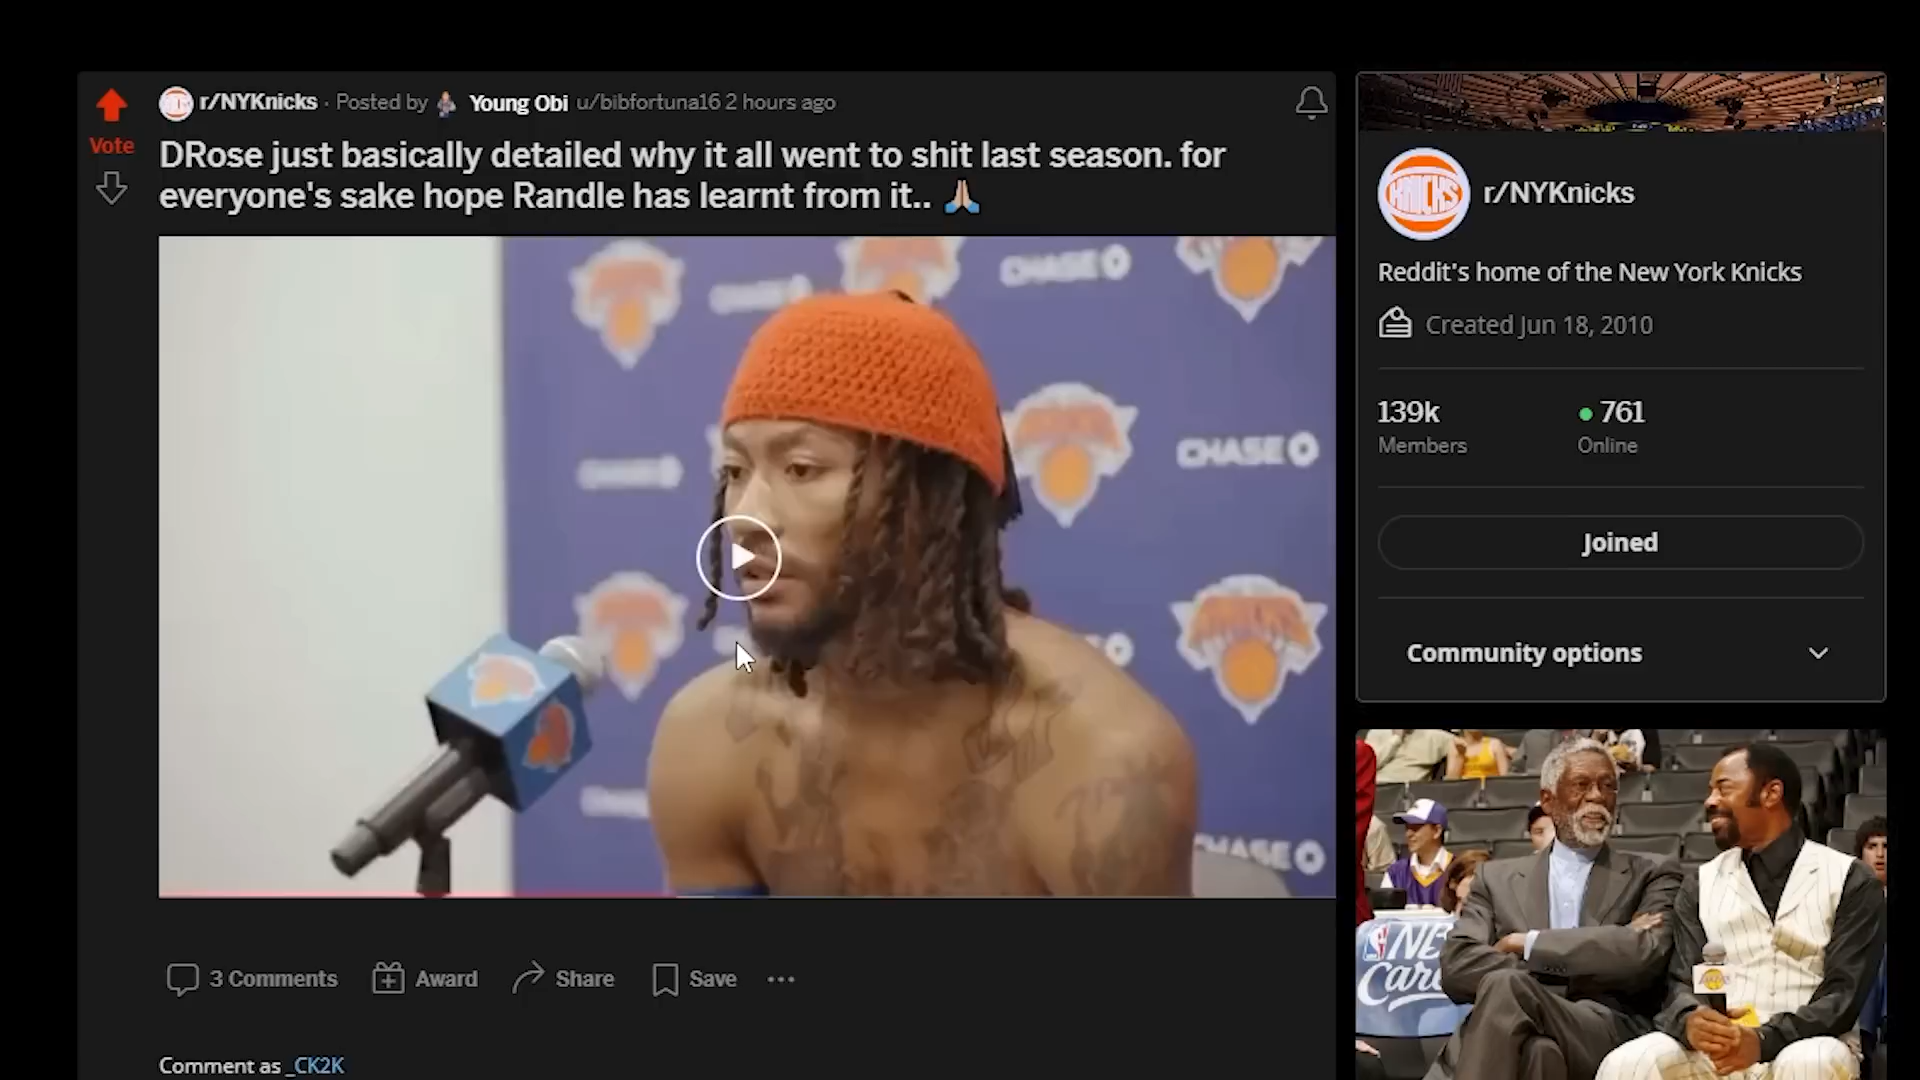 r/NYKnicks · Posted by Young Obi u/bibfortuna16 2 hours ago
Vote
DRose just basically detailed why it all went to shit last season. for
everyone's sake hope Randle has learnt from it.. 🙏🏼
CHASE
CHASE
CHASE
CHASE
3 Comments
Award
Share
Save
Comment as _CK2K
KNICKS
r/NYKnicks
Reddit's home of the New York Knicks
Created Jun 18, 2010
139k
Members
761
Online
Joined
Community options